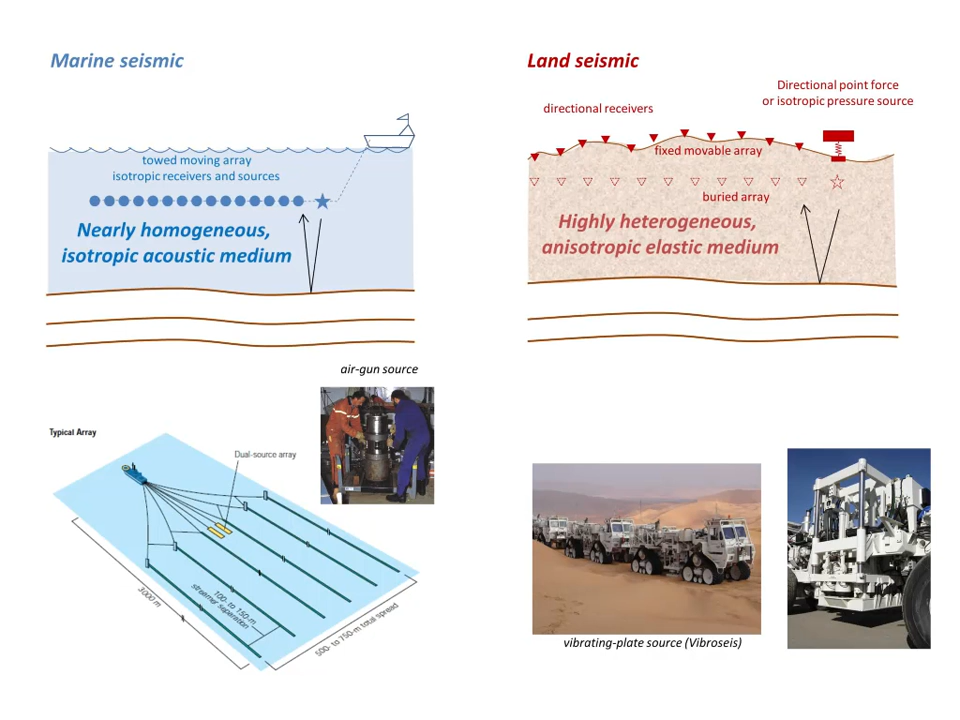 Marine seismic
towed moving array
isotropic receivers and sources
Nearly homogeneous,
isotropic acoustic medium
air-gun source
Typical Array
Dual-source array
3000 m
100- to 150-m
streamer separation
500- to 750-m total spread
Land seismic
Directional point force
or isotropic pressure source
directional receivers
fixed movable array
buried array
Highly heterogeneous,
anisotropic elastic medium
vibrating-plate source (Vibroseis)